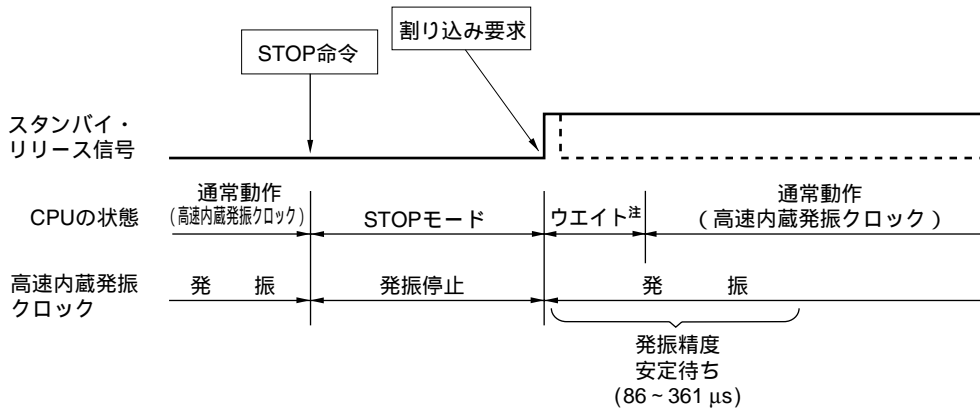 割り込み要求
STOP命令
スタンバイ・
リリース信号
CPUの状態
通常動作
(高速内蔵発振クロック)
STOPモード
ウエイト注
通常動作
(高速内蔵発振クロック)
高速内蔵発振
クロック
発 振
発振停止
発 振
発振精度
安定待ち
(86 ~ 361 μs)